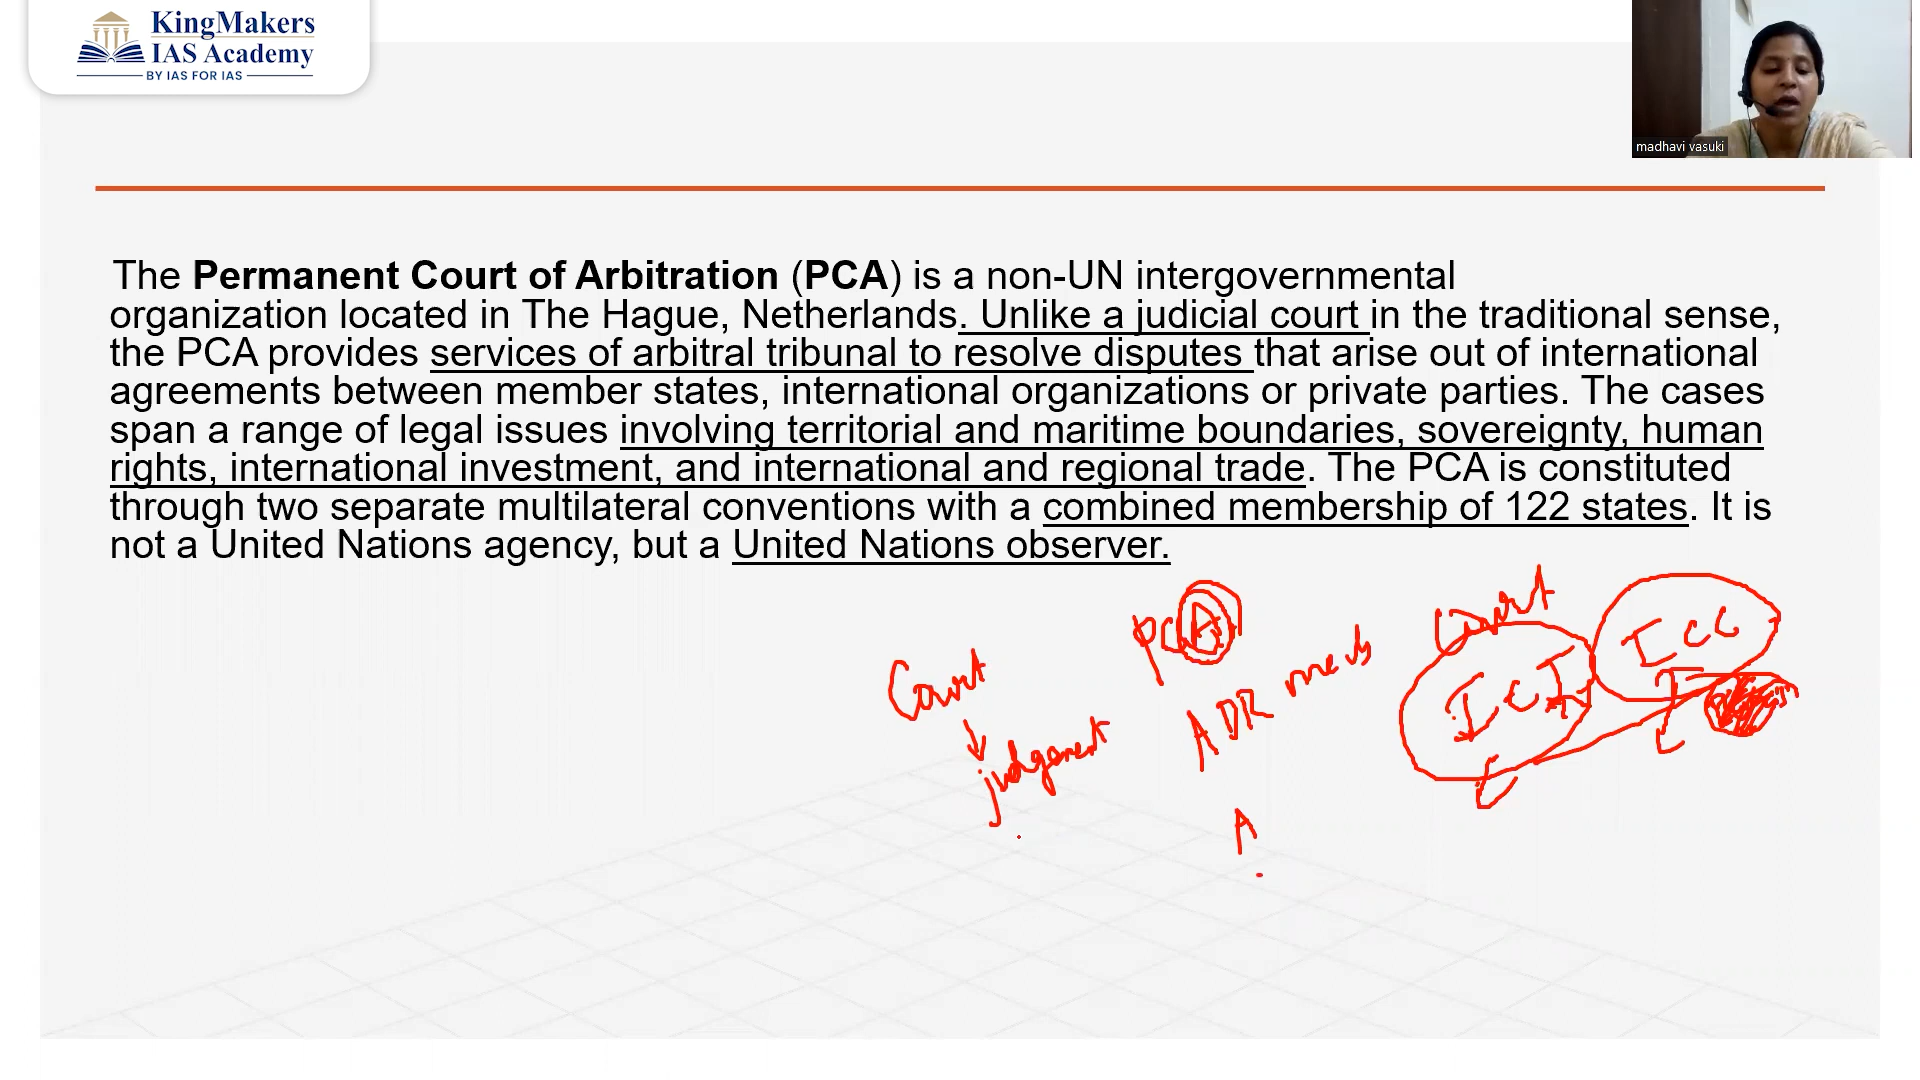 KingMakers
IAS Academy
BY IAS FOR IAS
madhavi vasuki
The Permanent Court of Arbitration (PCA) is a non-UN intergovernmental
organization located in The Hague, Netherlands. Unlike a judicial court in the traditional sense,
the PCA provides services of arbitral tribunal to resolve disputes that arise out of international
agreements between member states, international organizations or private parties. The cases
span a range of legal issues involving territorial and maritime boundaries, sovereignty, human
rights, international investment, and international and regional trade. The PCA is constituted
through two separate multilateral conventions with a combined membership of 122 states. It is
not a United Nations agency, but a United Nations observer.
PCA
Court
ICC
Court
ADR
ICJ
judgement
A